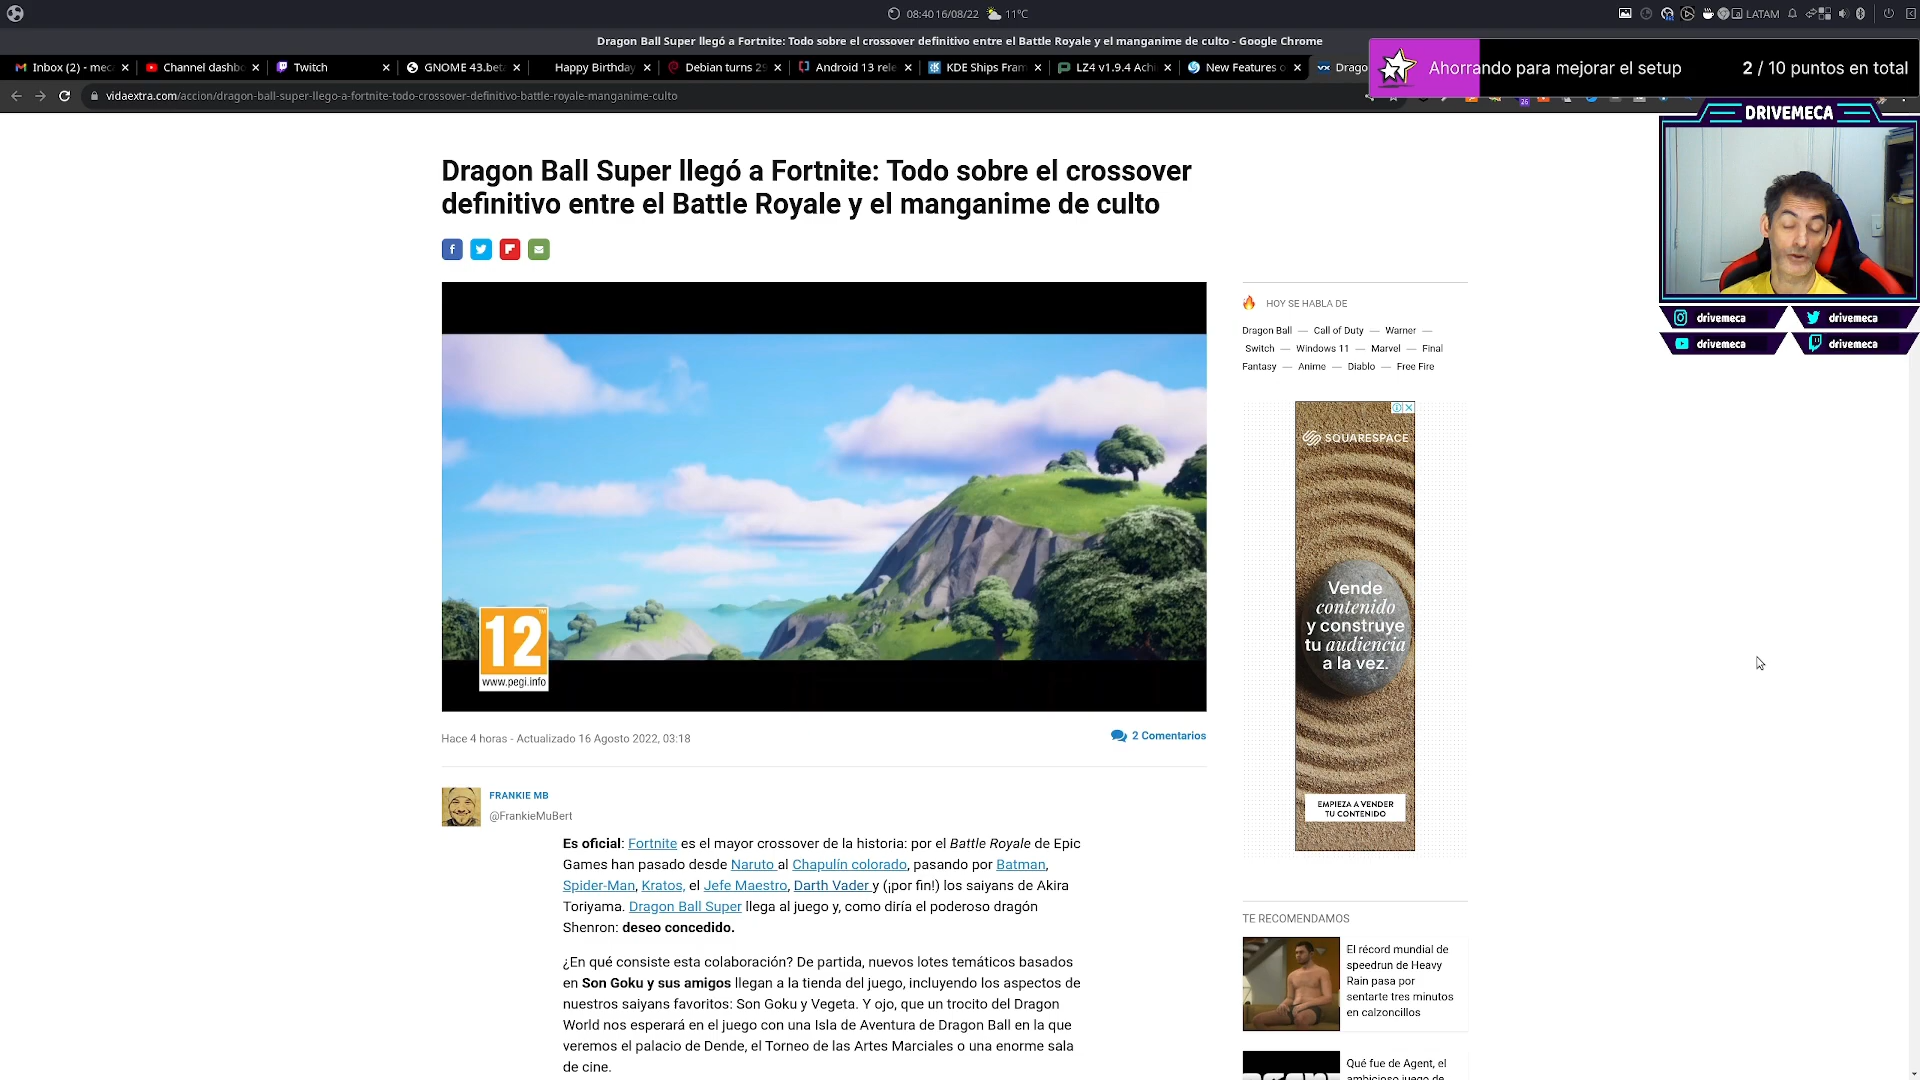 08:40 16/08/22 11°C
LATAM
Dragon Ball Super llegó a Fortnite: Todo sobre el crossover definitivo entre el Battle Royale y el manganime de culto - Google Chrome
Inbox (2) - mec
Channel dashbo
Twitch
GNOME 43.beta
Happy Birthday
Debian turns 29
Android 13 rele
KDE Ships Fram
LZ4 v1.9.4 Achi
New Features o
Drago
Ahorrando para mejorar el setup 2 / 10 puntos en total
vidaextra.com/accion/dragon-ball-super-llego-a-fortnite-todo-crossover-definitivo-battle-royale-manganime-culto
26
DRIVEMECA
drivemeca
drivemeca
drivemeca
drivemeca
Dragon Ball Super llegó a Fortnite: Todo sobre el crossover
definitivo entre el Battle Royale y el manganime de culto
12
www.pegi.info
HOY SE HABLA DE
Dragon Ball — Call of Duty — Warner —
Switch — Windows 11 — Marvel — Final
Fantasy — Anime — Diablo — Free Fire
SQUARESPACE
Vende
contenido
y construye
tu audiencia
a la vez.
EMPIEZA A VENDER
TU CONTENIDO
Hace 4 horas - Actualizado 16 Agosto 2022, 03:18
2 Comentarios
FRANKIE MB
@FrankieMuBert
Es oficial: Fortnite es el mayor crossover de la historia: por el Battle Royale de Epic
Games han pasado desde Naruto al Chapulín colorado, pasando por Batman,
Spider-Man, Kratos, el Jefe Maestro, Darth Vader y (¡por fin!) los saiyans de Akira
Toriyama. Dragon Ball Super llega al juego y, como diría el poderoso dragón
Shenron: deseo concedido.
¿En qué consiste esta colaboración? De partida, nuevos lotes temáticos basados
en Son Goku y sus amigos llegan a la tienda del juego, incluyendo los aspectos de
nuestros saiyans favoritos: Son Goku y Vegeta. Y ojo, que un trocito del Dragon
World nos esperará en el juego con una Isla de Aventura de Dragon Ball en la que
veremos el palacio de Dende, el Torneo de las Artes Marciales o una enorme sala
de cine.
TE RECOMENDAMOS
El récord mundial de
speedrun de Heavy
Rain pasa por
sentarte tres minutos
en calzoncillos
Qué fue de Agent, el
ambicioso juego de